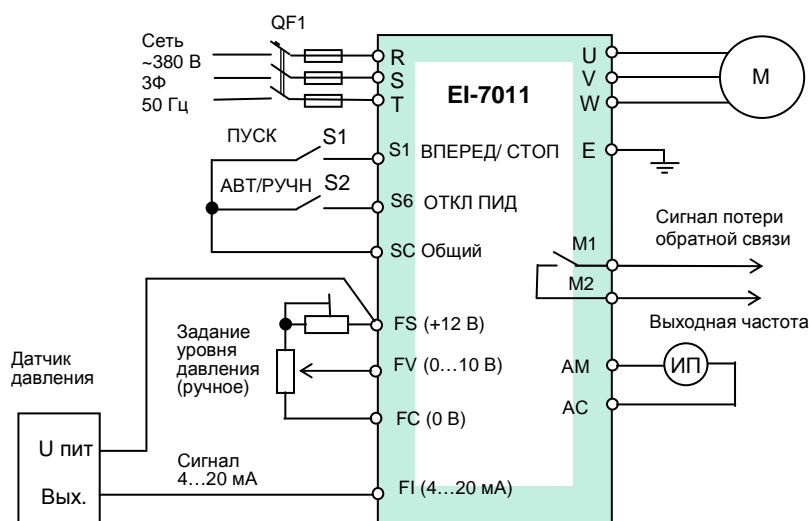 QF1
Сеть
~380 В
3Ф
50 Гц
R
S
T
EI-7011
U
V
W
M
ПУСК
S1
S1 ВПЕРЕД/ СТОП
E
АВТ/РУЧН
S2
S6 ОТКЛ ПИД
SC Общий
Сигнал потери
обратной связи
M1
M2
Выходная частота
Задание
уровня
давления
(ручное)
FS (+12 В)
FV (0…10 В)
FC (0 В)
AM
ИП
AC
Датчик
давления
U пит
Вых.
Сигнал
4…20 мА
FI (4…20 мА)